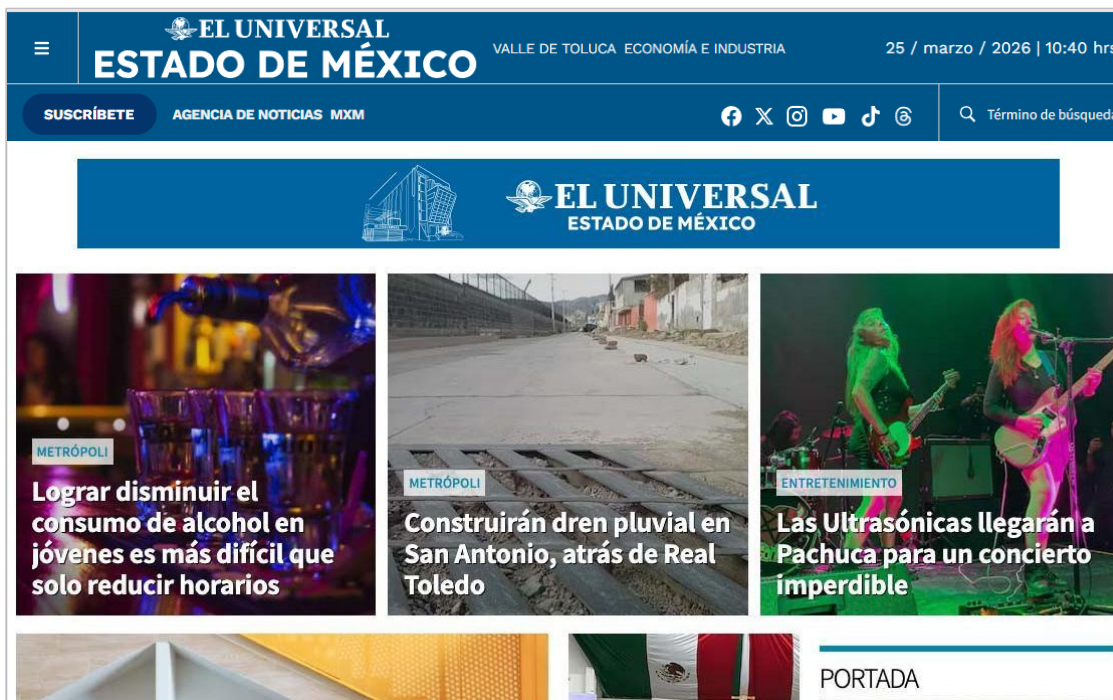 EL UNIVERSAL
ESTADO DE MÉXICO
VALLE DE TOLUCA ECONOMÍA E INDUSTRIA
25 / marzo / 2026 | 10:40 hrs
SUSCRÍBETE
AGENCIA DE NOTICIAS MXM
Término de búsqueda
EL UNIVERSAL
ESTADO DE MÉXICO
METRÓPOLI
Lograr disminuir el
consumo de alcohol en
jóvenes es más difícil que
solo reducir horarios
METRÓPOLI
Construirán dren pluvial en
San Antonio, atrás de Real
Toledo
ENTRETENIMIENTO
Las Ultrasónicas llegarán a
Pachuca para un concierto
imperdible
PORTADA